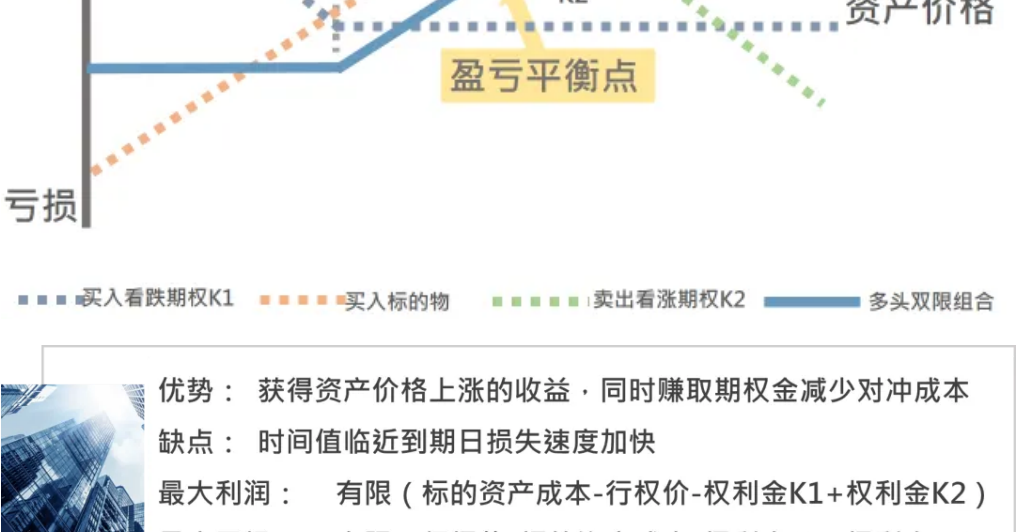 资产价格
盈亏平衡点
亏损
买入看跌期权K1 买入标的物 卖出看涨期权K2 多头双限组合
优势： 获得资产价格上涨的收益，同时赚取期权金减少对冲成本
缺点： 时间值临近到期日损失速度加快
最大利润： 有限（标的资产成本-行权价-权利金K1+权利金K2）